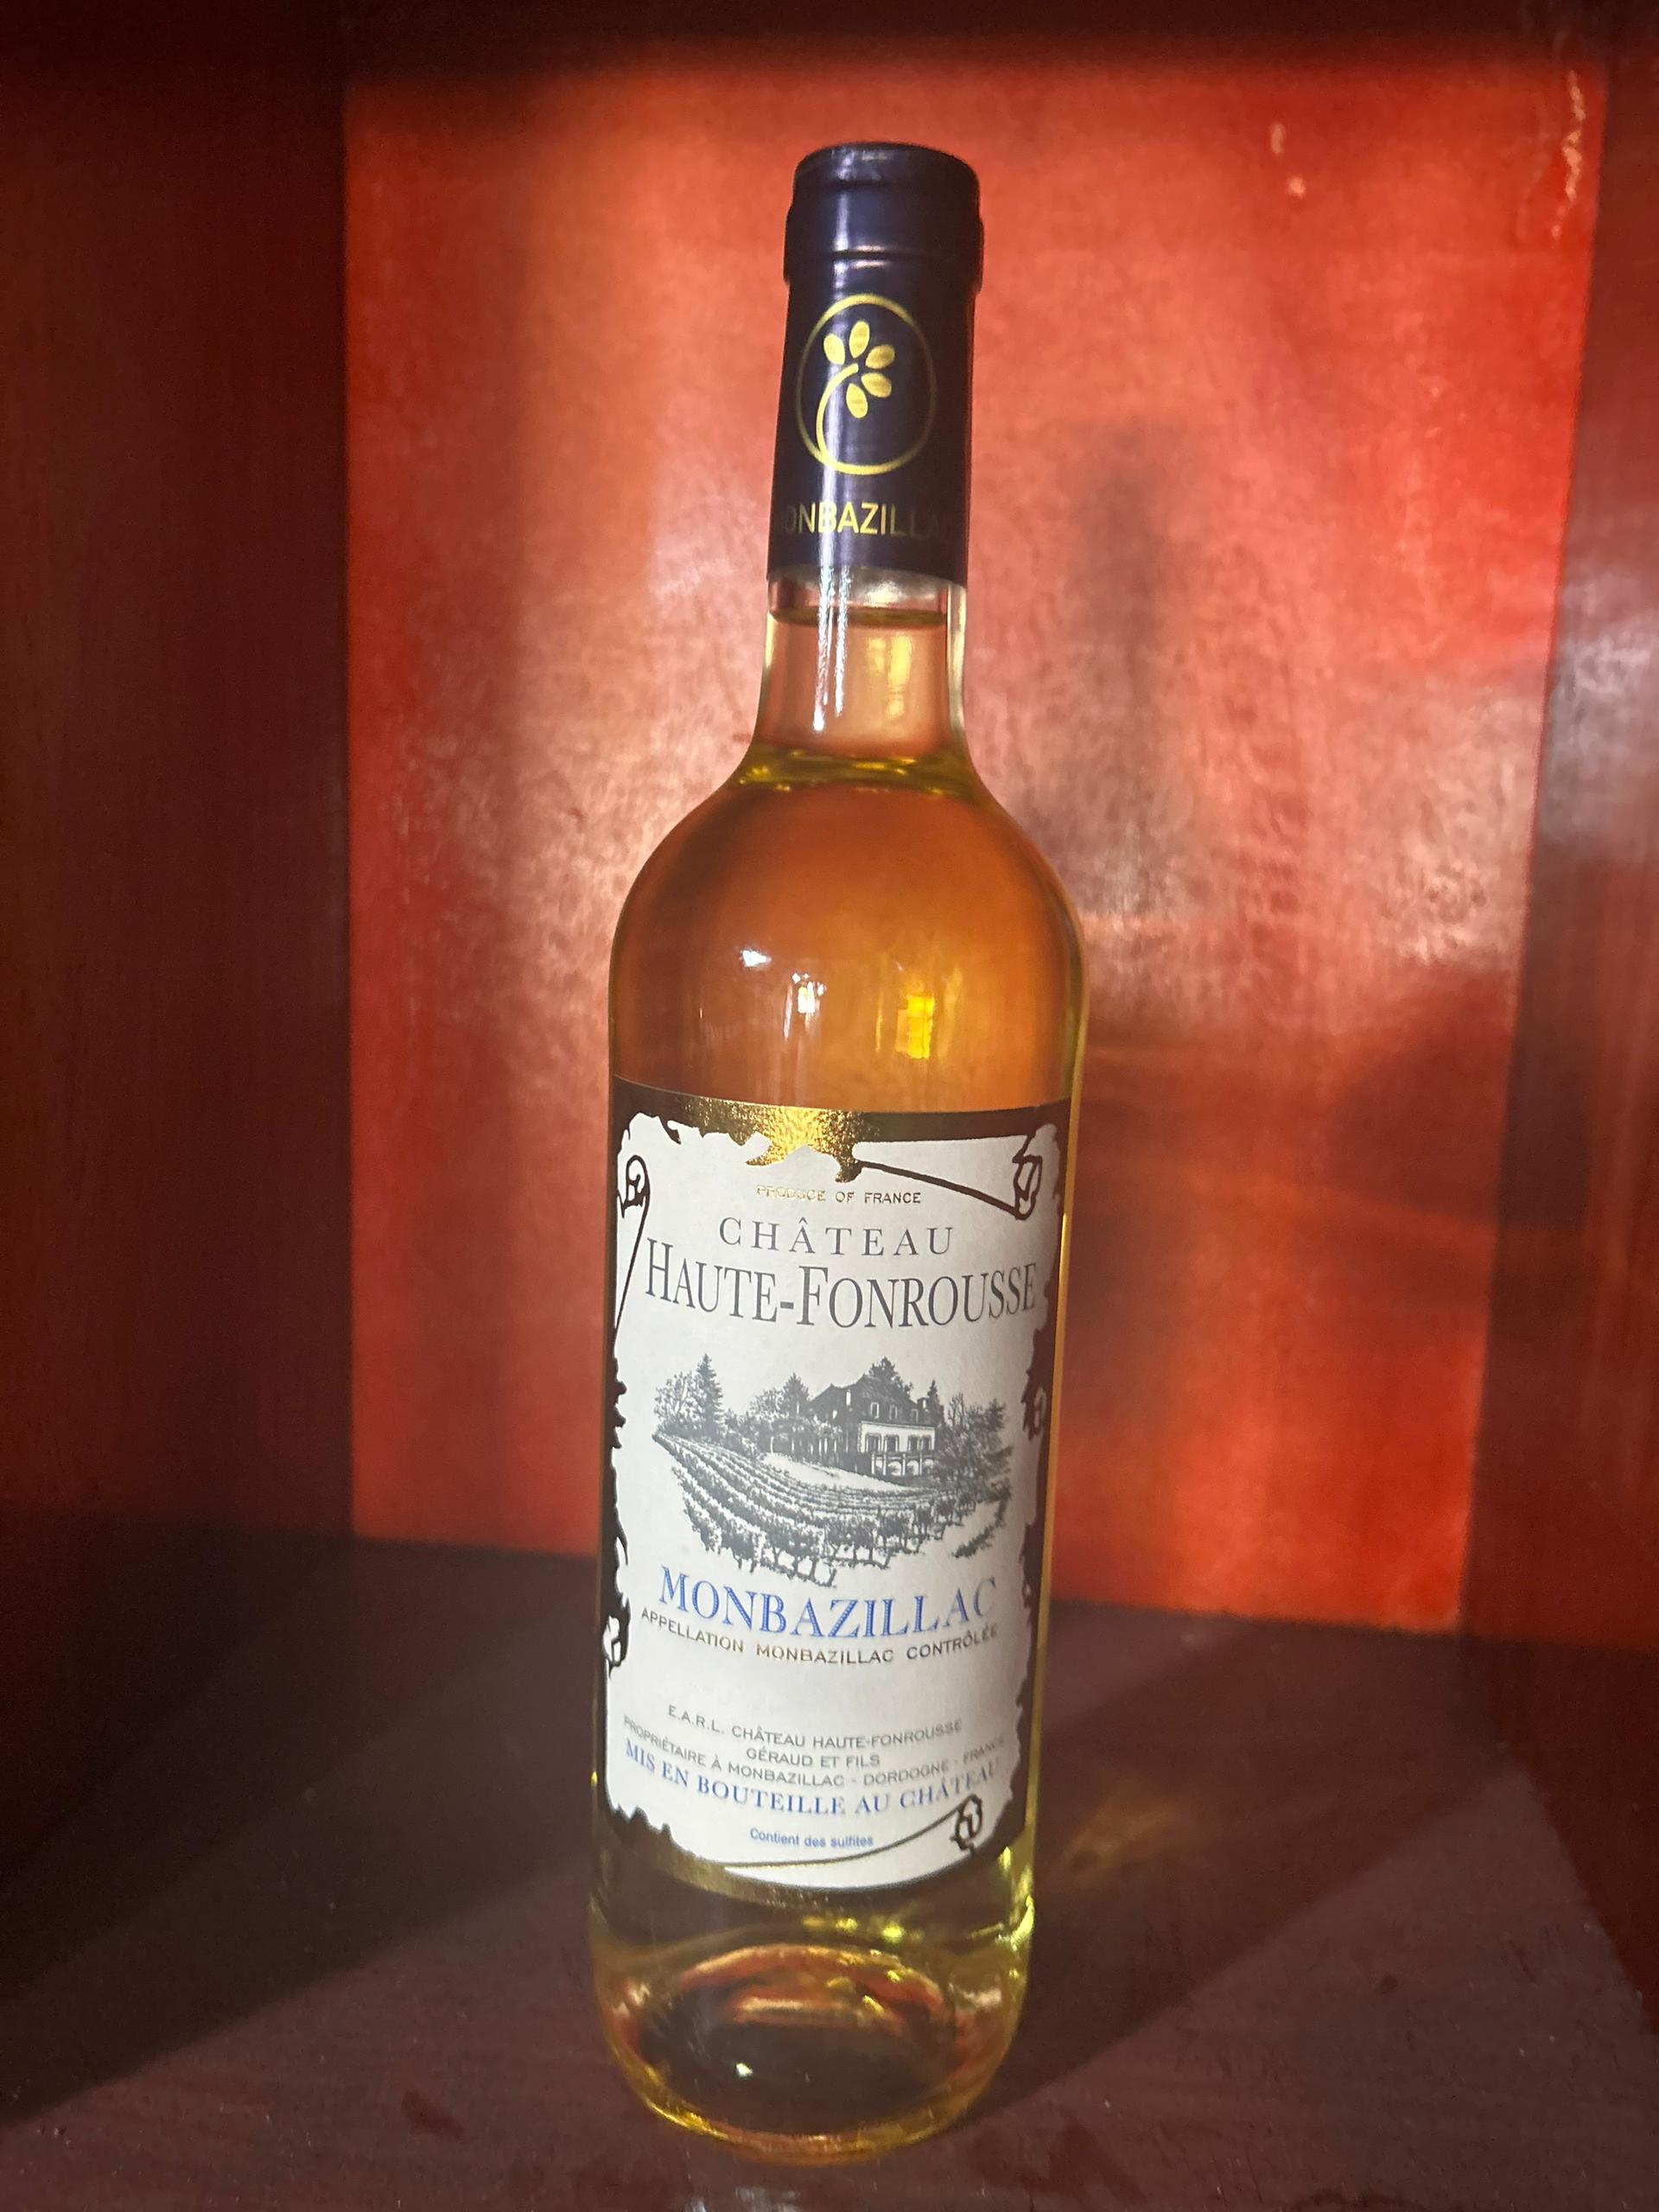 ONBAZILLA
PRODUCE OF FRANCE
CHÂTEAU
HAUTE-FONROUSSE
MONBAZILLAC
APPELLATION MONBAZILLAC CONTRÔLÉE
E.A.R.L. CHÂTEAU HAUTE-FONROUSSE
GÉRAUD ET FILS
PROPRIÉTAIRE À MONBAZILLAC - DORDOGNE - FRANCE
MIS EN BOUTEILLE AU CHÂTEAU
Contient des sulfites